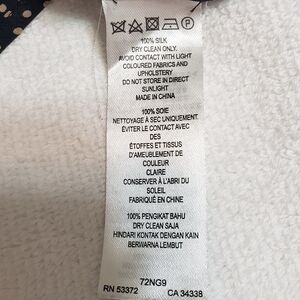 100% SILK
DRY CLEAN ONLY.
AVOID CONTACT WITH LIGHT
COLOURED FABRICS AND
UPHOLSTERY
DO NOT STORE IN DIRECT
SUNLIGHT
MADE IN CHINA
100% SOIE
NETTOYAGE À SEC UNIQUEMENT.
ÉVITER LE CONTACT AVEC
DES
ÉTOFFES ET TISSUS
D'AMEUBLEMENT DE
COULEUR
CLAIRE
CONSERVER À L'ABRI DU
SOLEIL
FABRIQUÉ EN CHINE
100% PENGIKAT BAHU
DRY CLEAN SAJA
HINDARI KONTAK DENGAN KAIN
BERWARNA LEMBUT
72NG9
RN 53372 CA 34338